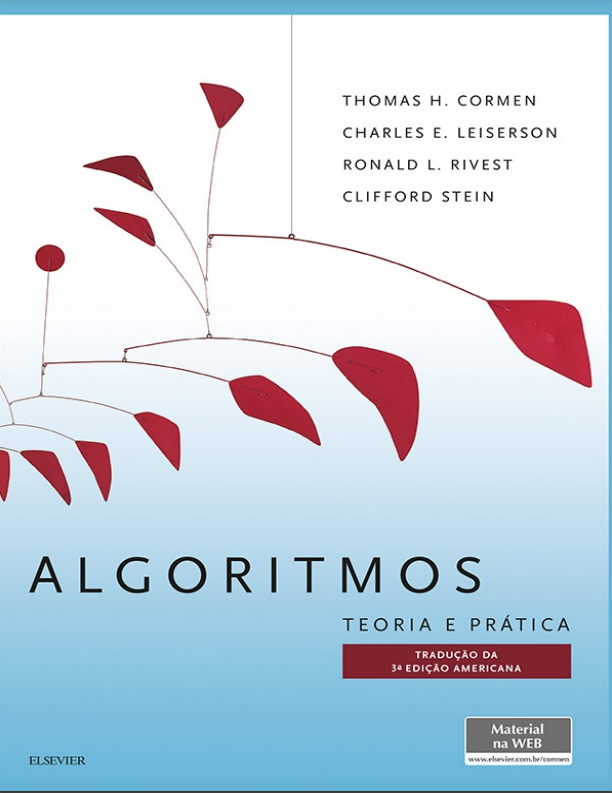 THOMAS H. CORMEN
CHARLES E. LEISERSON
RONALD L. RIVEST
CLIFFORD STEIN
ALGORITMOS
TEORIA E PRÁTICA
TRADUÇÃO DA
3ª EDIÇÃO AMERICANA
Material
na WEB
www.elsevier.com.br/cormen
ELSEVIER